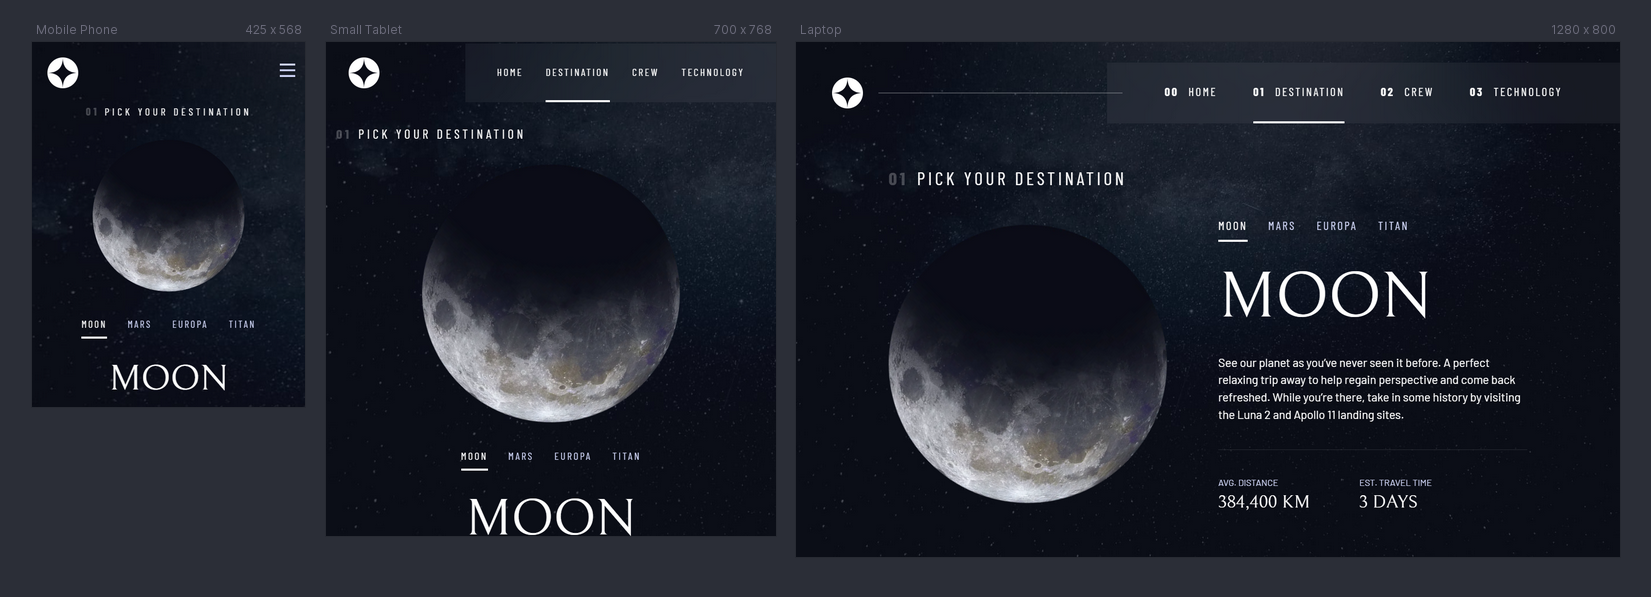 Mobile Phone 425 x 568
01 PICK YOUR DESTINATION
MOON MARS EUROPA TITAN
MOON
Small Tablet 700 x 768
HOME DESTINATION CREW TECHNOLOGY
01 PICK YOUR DESTINATION
MOON MARS EUROPA TITAN
MOON
Laptop 1280 x 800
00 HOME 01 DESTINATION 02 CREW 03 TECHNOLOGY
01 PICK YOUR DESTINATION
MOON MARS EUROPA TITAN
MOON
See our planet as you’ve never seen it before. A perfect
relaxing trip away to help regain perspective and come back
refreshed. While you’re there, take in some history by visiting
the Luna 2 and Apollo 11 landing sites.
AVG. DISTANCE EST. TRAVEL TIME
384,400 KM 3 DAYS